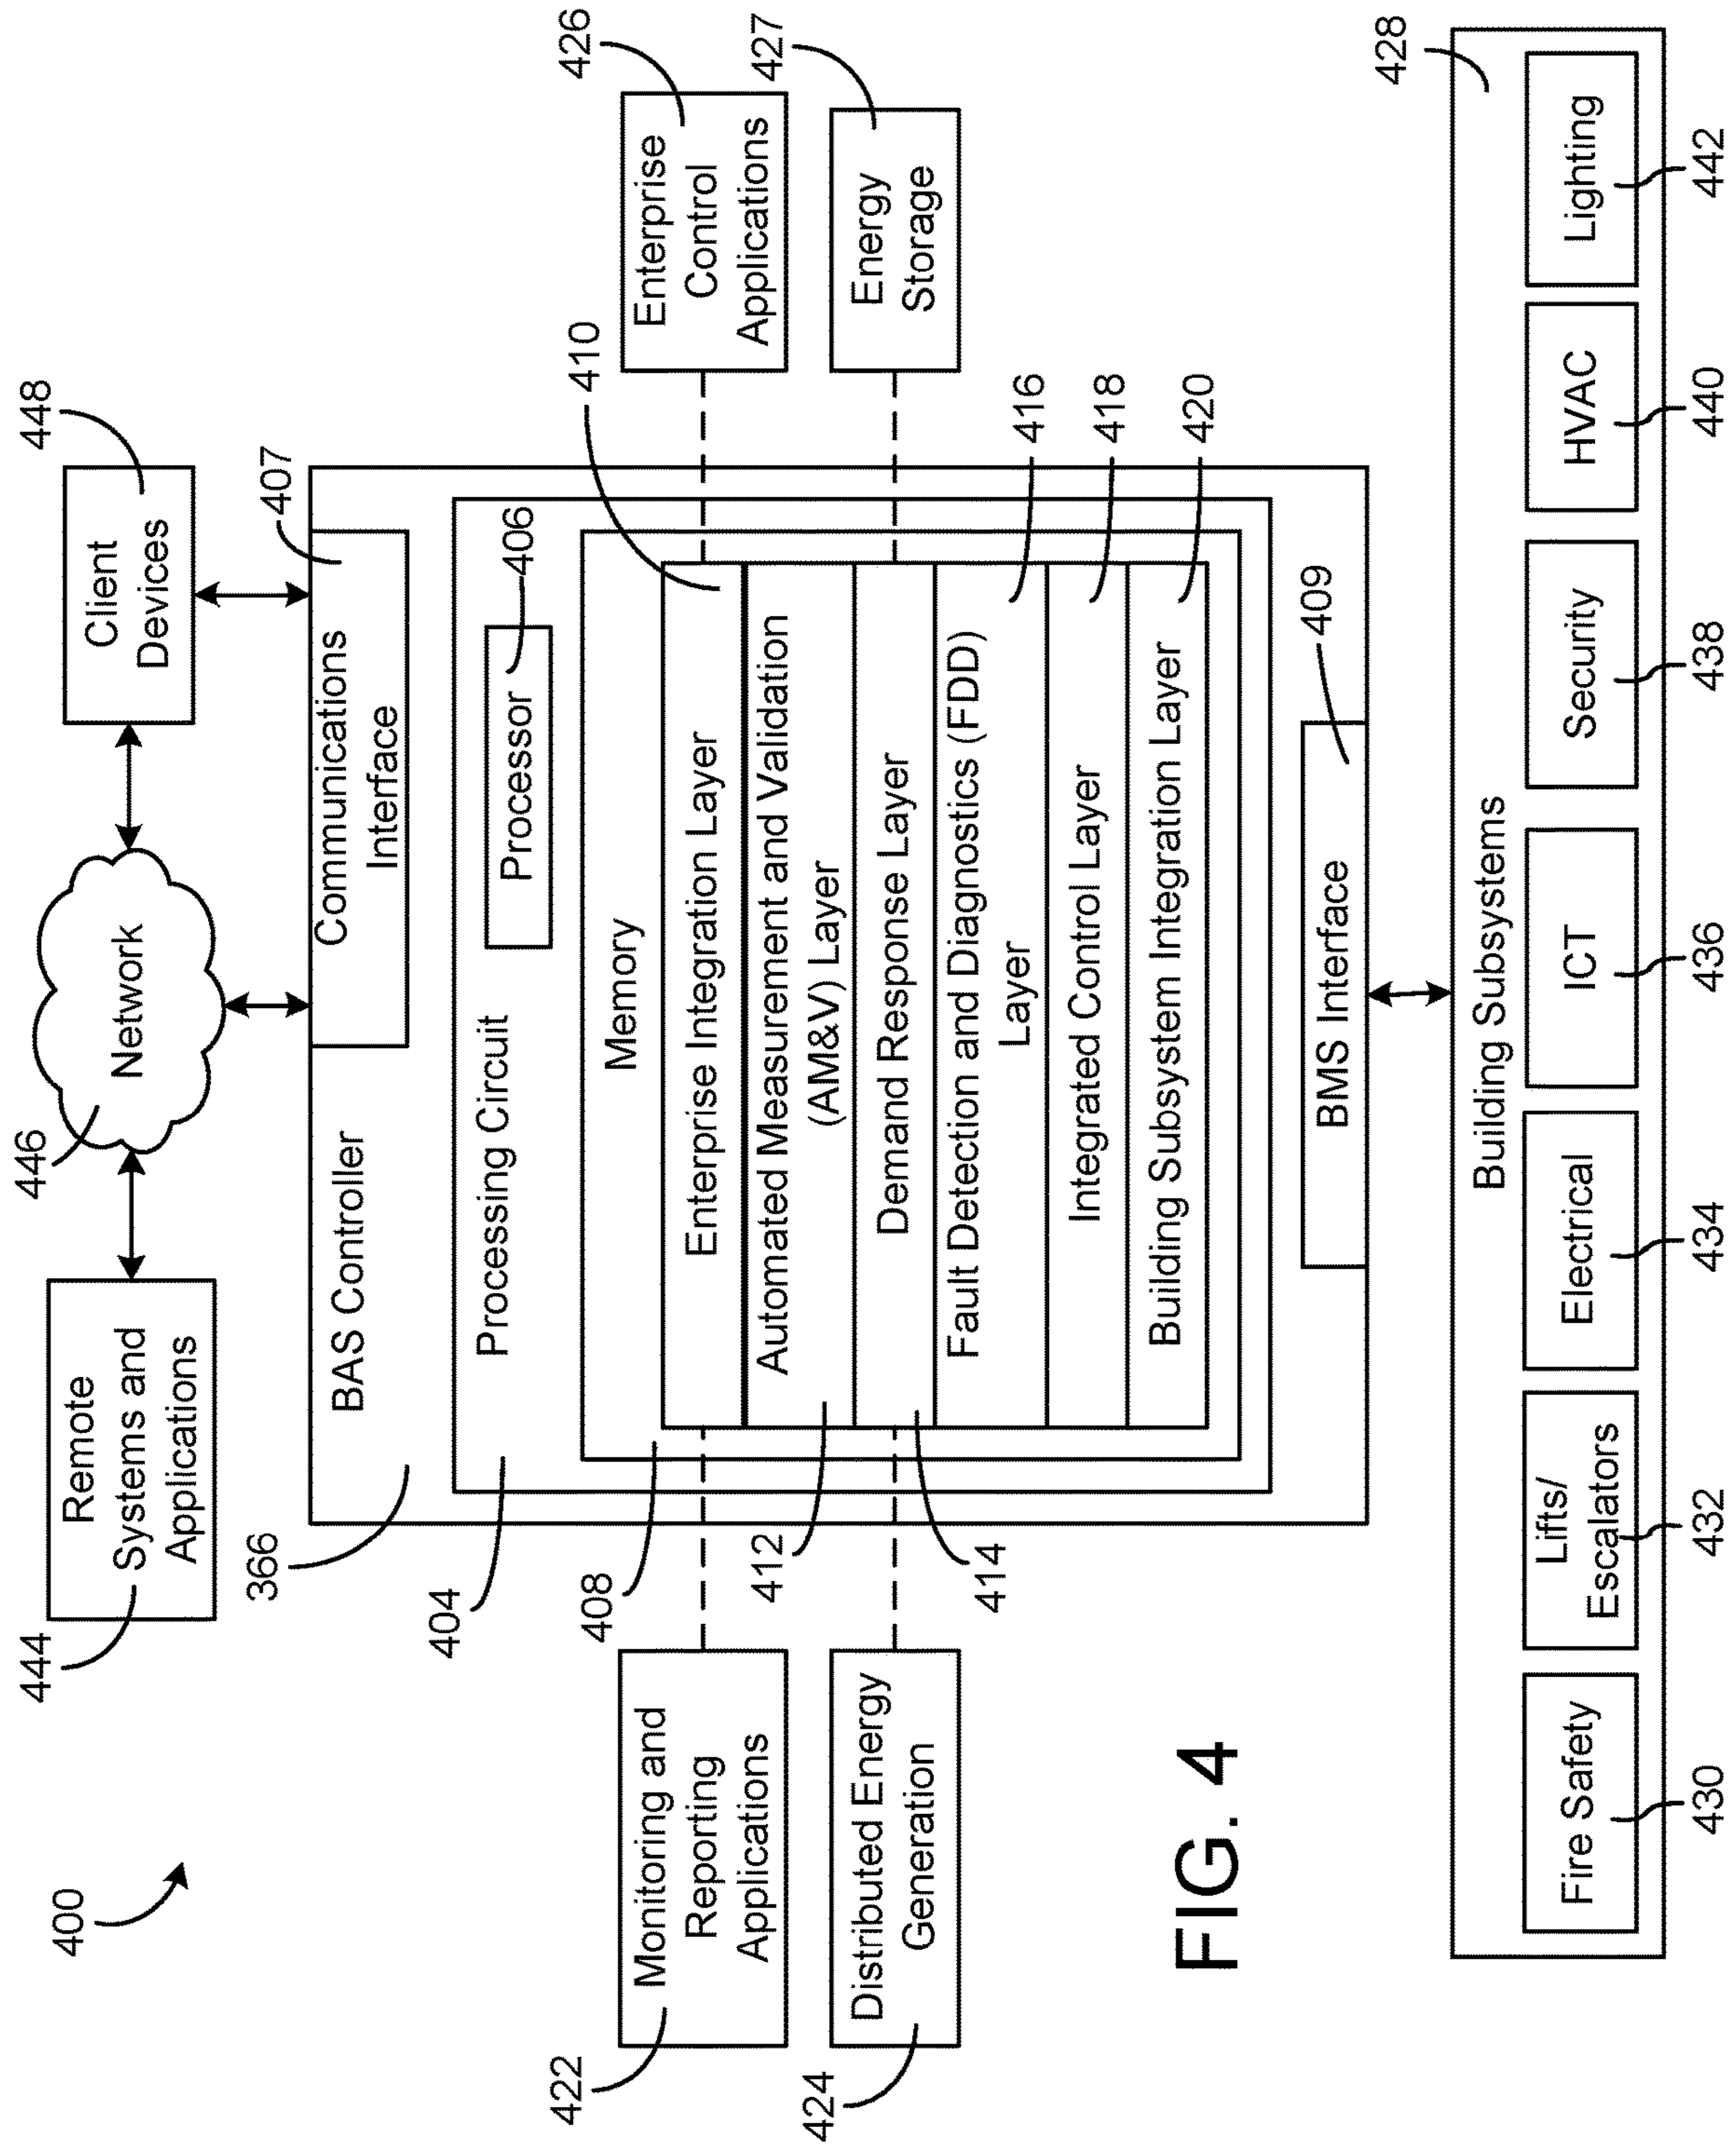 400
444
Remote
Systems and
Applications
446
Network
448
Client
Devices
366
BAS Controller
407
Communications
Interface
404
Processing Circuit
Processor
406
408
Memory
410
Enterprise Integration Layer
412
Automated Measurement and Validation
(AM&V) Layer
414
Demand Response Layer
Fault Detection and Diagnostics (FDD)
Layer
416
Integrated Control Layer
418
Building Subsystem Integration Layer
420
BMS Interface
409
422
Monitoring and
Reporting
Applications
424
Distributed Energy
Generation
426
Enterprise
Control
Applications
427
Energy
Storage
FIG. 4
428
Building Subsystems
Fire Safety
Lifts/
Escalators
Electrical
ICT
Security
HVAC
Lighting
430
432
434
436
438
440
442